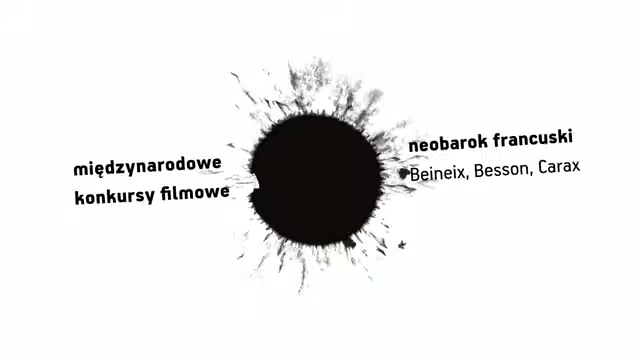 międzynarodowe
konkursy filmowe
neobarok francuski
Beineix, Besson, Carax